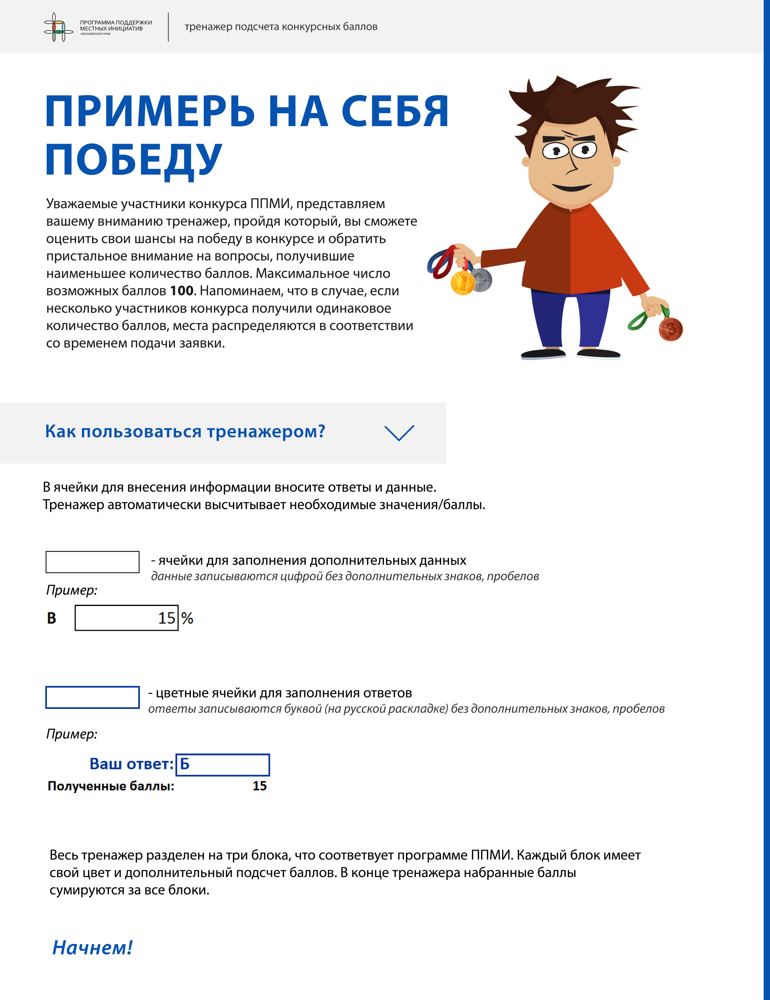 ПРОГРАММА ПОДДЕРЖКИ
МЕСТНЫХ ИНИЦИАТИВ
КРАСНОЯРСКОГО КРАЯ
тренажер подсчета конкурсных баллов
ПРИМЕРЬ НА СЕБЯ
ПОБЕДУ
Уважаемые участники конкурса ППМИ, представляем
вашему вниманию тренажер, пройдя который, вы сможете
оценить свои шансы на победу в конкурсе и обратить
пристальное внимание на вопросы, получившие
наименьшее количество баллов. Максимальное число
возможных баллов 100. Напоминаем, что в случае, если
несколько участников конкурса получили одинаковое
количество баллов, места распределяются в соответствии
со временем подачи заявки.
1
2
3
Как пользоваться тренажером?
В ячейки для внесения информации вносите ответы и данные.
Тренажер автоматически высчитывает необходимые значения/баллы.
- ячейки для заполнения дополнительных данных
данные записываются цифрой без дополнительных знаков, пробелов
Пример:
В 15 %
- цветные ячейки для заполнения ответов
ответы записываются буквой (на русской раскладке) без дополнительных знаков, пробелов
Пример:
Ваш ответ: Б
Полученные баллы: 15
Весь тренажер разделен на три блока, что соответвует программе ППМИ. Каждый блок имеет
свой цвет и дополнительный подсчет баллов. В конце тренажера набранные баллы
сумируются за все блоки.
Начнем!